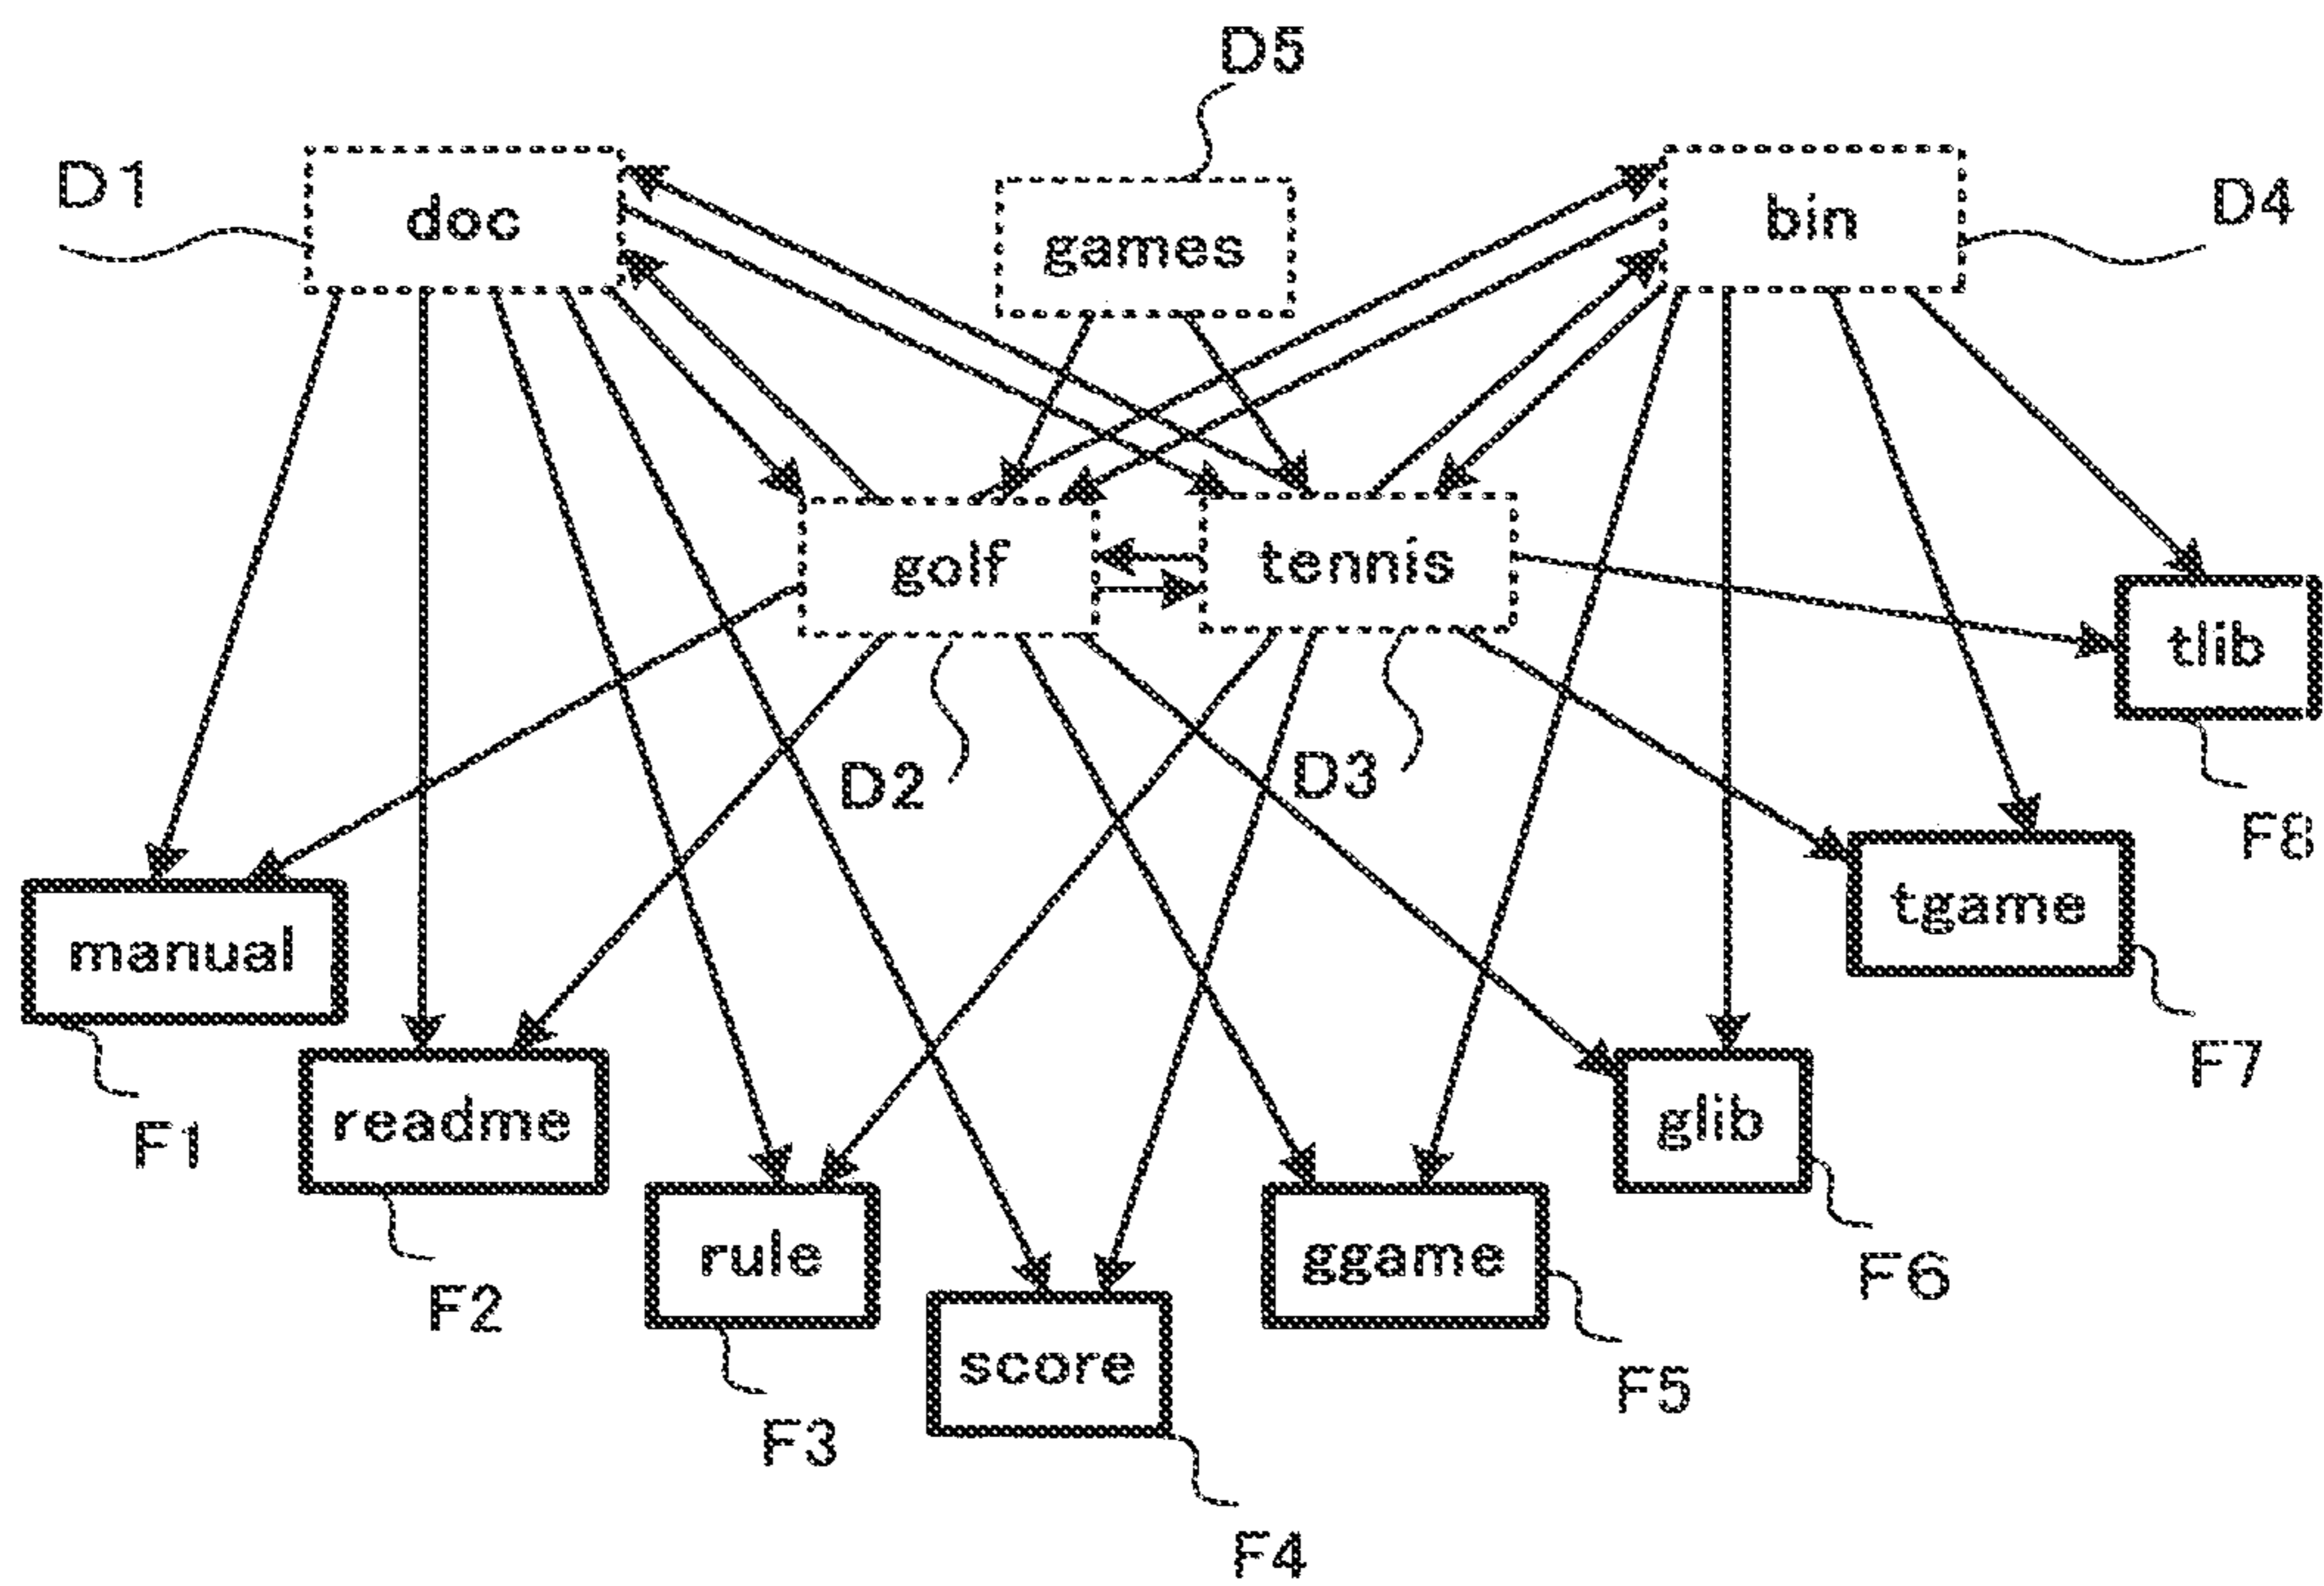 D5
D1
doc
games
bin
D4
golf
tennis
tlib
D2
D3
F8
manual
tgame
readme
glib
F7
F1
rule
ggame
F6
F2
score
F5
F3
F4